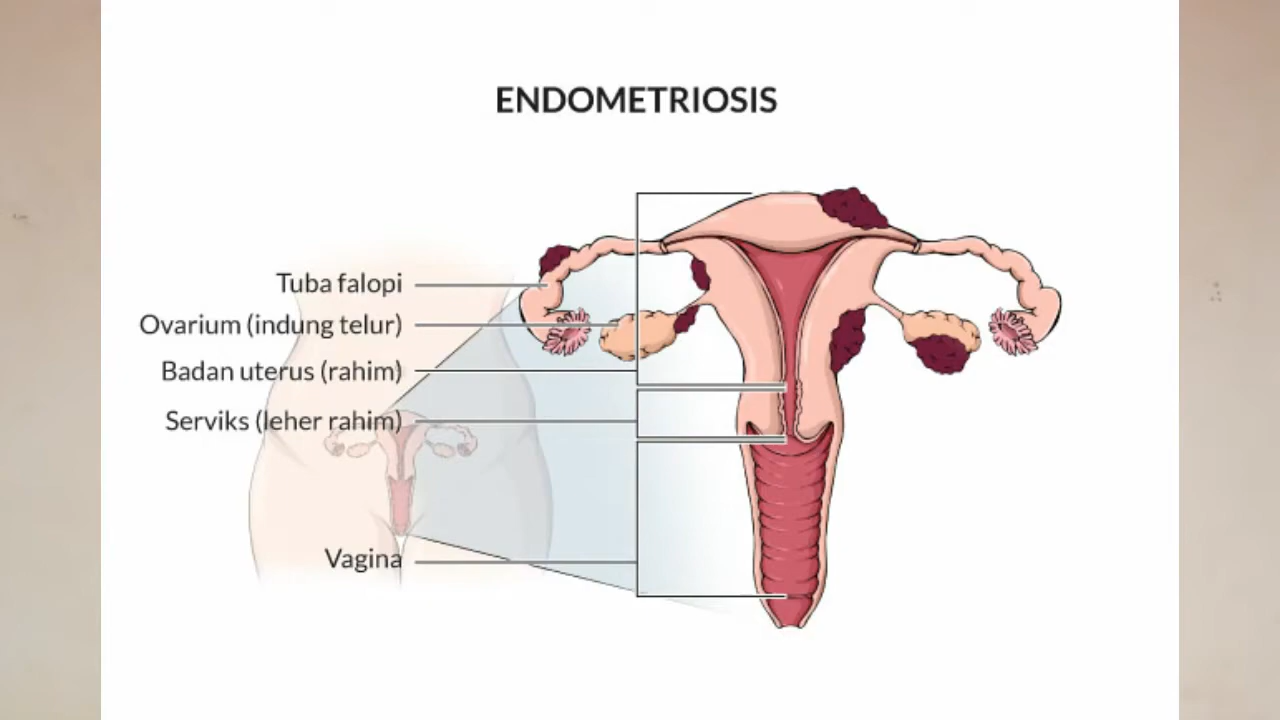 ENDOMETRIOSIS
Tuba falopi
Ovarium (indung telur)
Badan uterus (rahim)
Serviks (leher rahim)
Vagina